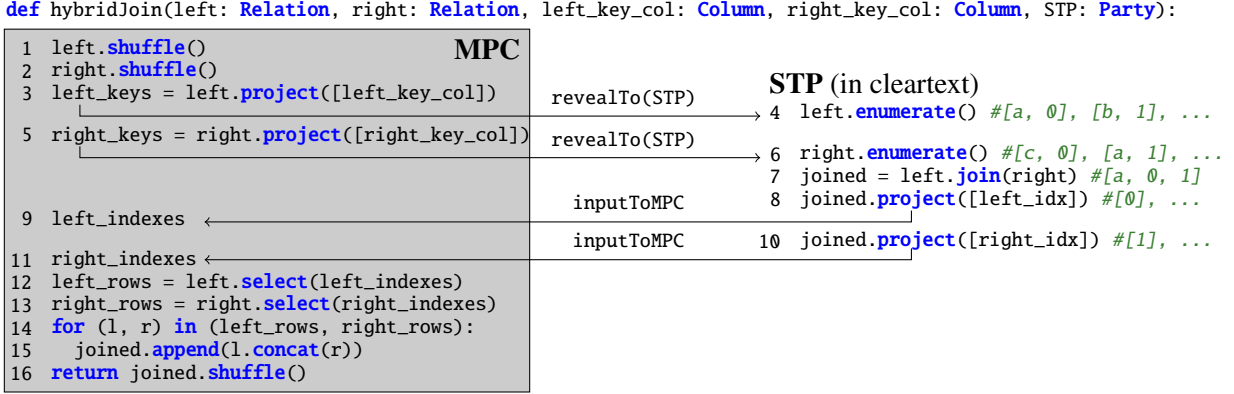 def hybridJoin(left: Relation, right: Relation, left_key_col: Column, right_key_col: Column, STP: Party):
MPC
1 left.shuffle()
2 right.shuffle()
STP (in cleartext)
3 left_keys = left.project([left_key_col])
revealTo(STP)
4 left.enumerate() #[a, 0], [b, 1], ...
5 right_keys = right.project([right_key_col])
revealTo(STP)
6 right.enumerate() #[c, 0], [a, 1], ...
7 joined = left.join(right) #[a, 0, 1]
inputToMPC
8 joined.project([left_idx]) #[0], ...
9 left_indexes
inputToMPC
10 joined.project([right_idx]) #[1], ...
11 right_indexes
12 left_rows = left.select(left_indexes)
13 right_rows = right.select(right_indexes)
14 for (l, r) in (left_rows, right_rows):
15 joined.append(l.concat(r))
16 return joined.shuffle()